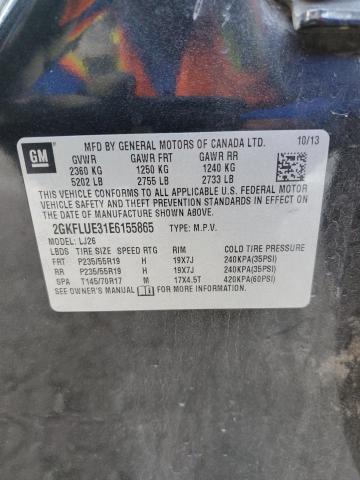 GM
MFD BY GENERAL MOTORS OF CANADA LTD. 10/13
GVWR GAWR FRT GAWR RR
2360 KG 1250 KG 1240 KG
5202 LB 2755 LB 2733 LB
THIS VEHICLE CONFORMS TO ALL APPLICABLE U.S. FEDERAL MOTOR
VEHICLE SAFETY AND THEFT PREVENTION STANDARDS IN EFFECT ON THE
DATE OF MANUFACTURE SHOWN ABOVE.
2GKFLUE31E6155865 TYPE: M.P.V.
MODEL: LJ26
LBDS TIRE SIZE SPEED RTG RIM COLD TIRE PRESSURE
FRT P235/55R19 H 19X7J 240KPA(35PSI)
RR P235/55R19 H 19X7J 240KPA(35PSI)
SPA T145/70R17 M 17X4.5T 420KPA(60PSI)
SEE OWNER'S MANUAL FOR MORE INFORMATION.